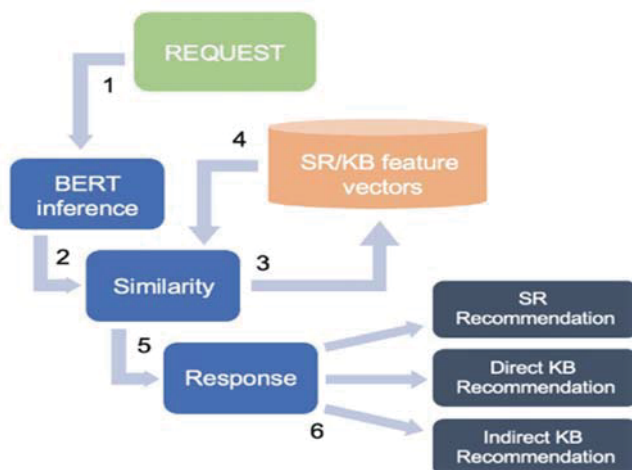 REQUEST
1
4
SR/KB feature
vectors
BERT
inference
2
3
Similarity
SR
Recommendation
5
Response
Direct KB
Recommendation
6
Indirect KB
Recommendation